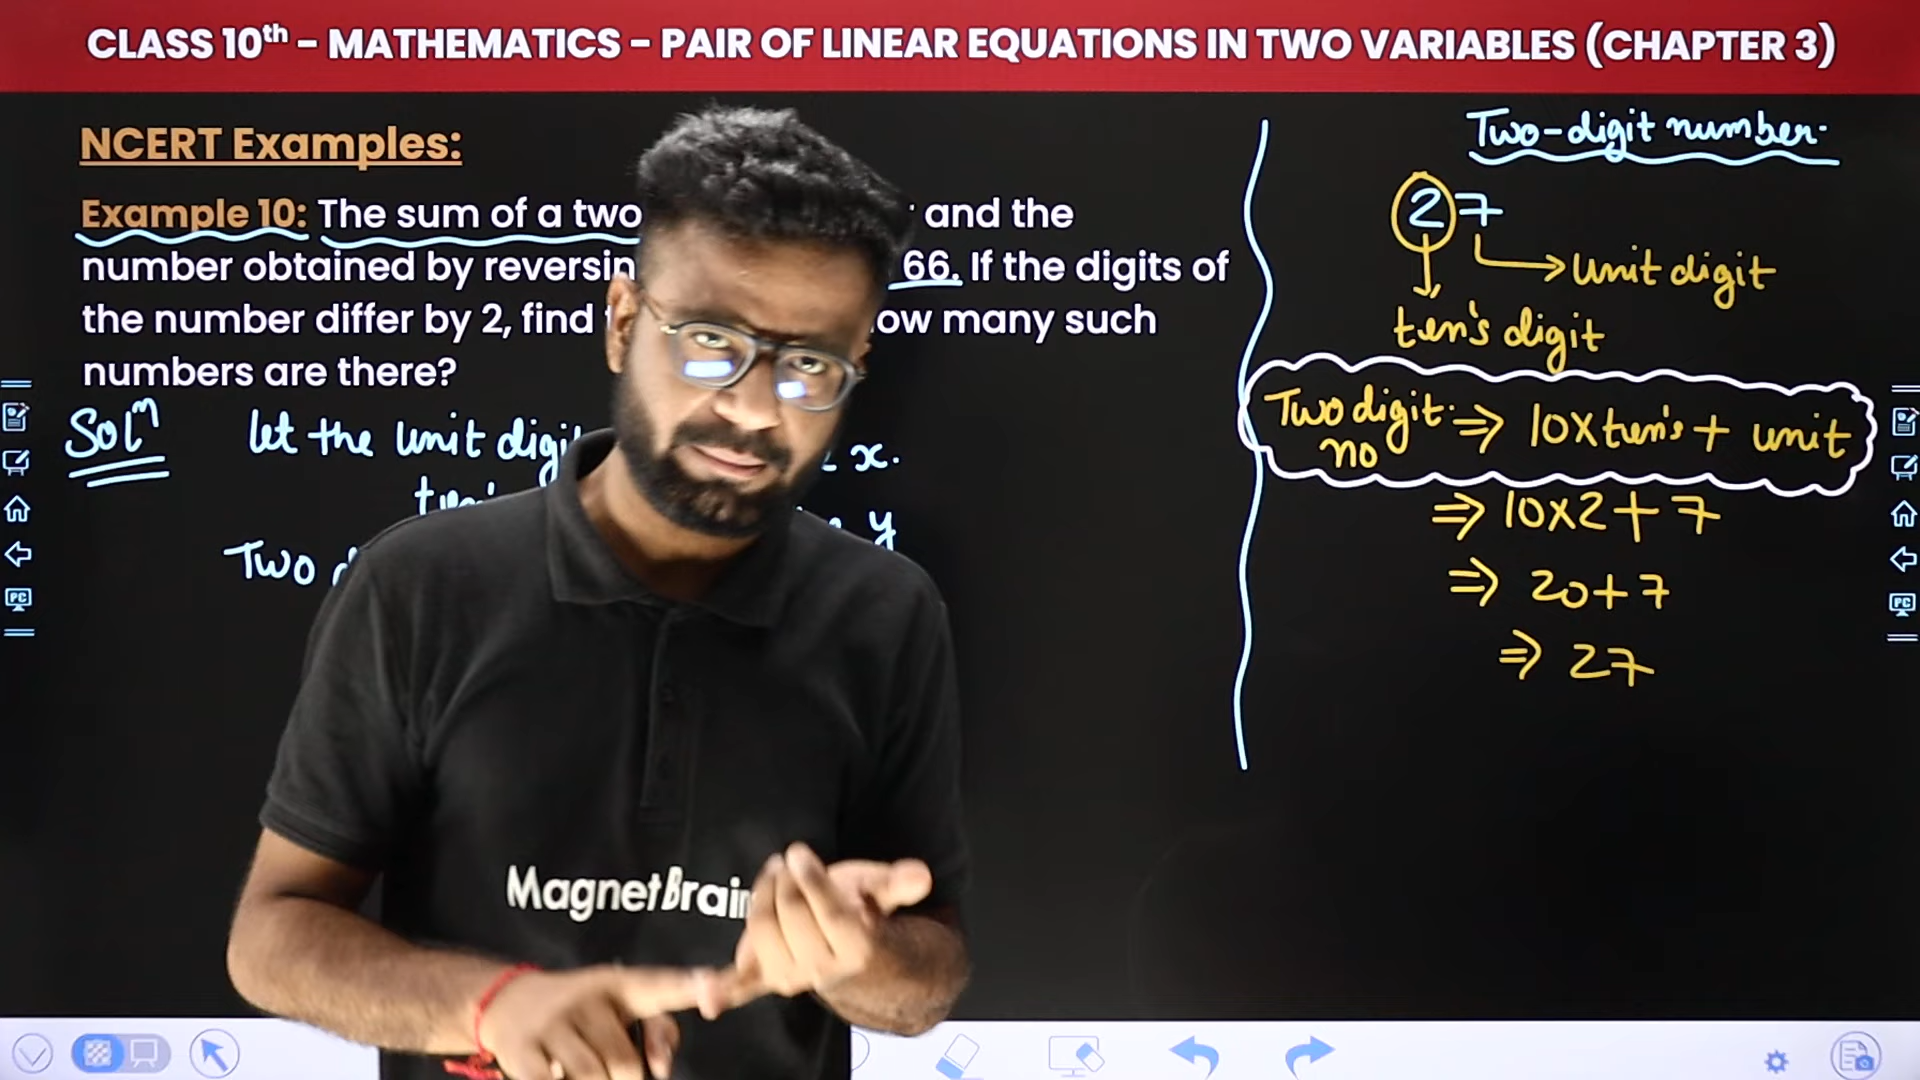 CLASS 10th - MATHEMATICS - PAIR OF LINEAR EQUATIONS IN TWO VARIABLES (CHAPTER 3)
NCERT Examples:
Example 10: The sum of a two and the
number obtained by reversin 66. If the digits of
the number differ by 2, find ow many such
numbers are there?
Solⁿ let the unit digi x.
ten's y
Two
Two-digit number.
27
unit digit
ten's digit
Two digit no ⇒ 10×ten's + unit
⇒ 10×2+7
⇒ 20+7
⇒ 27
MagnetBrain
PC
PC